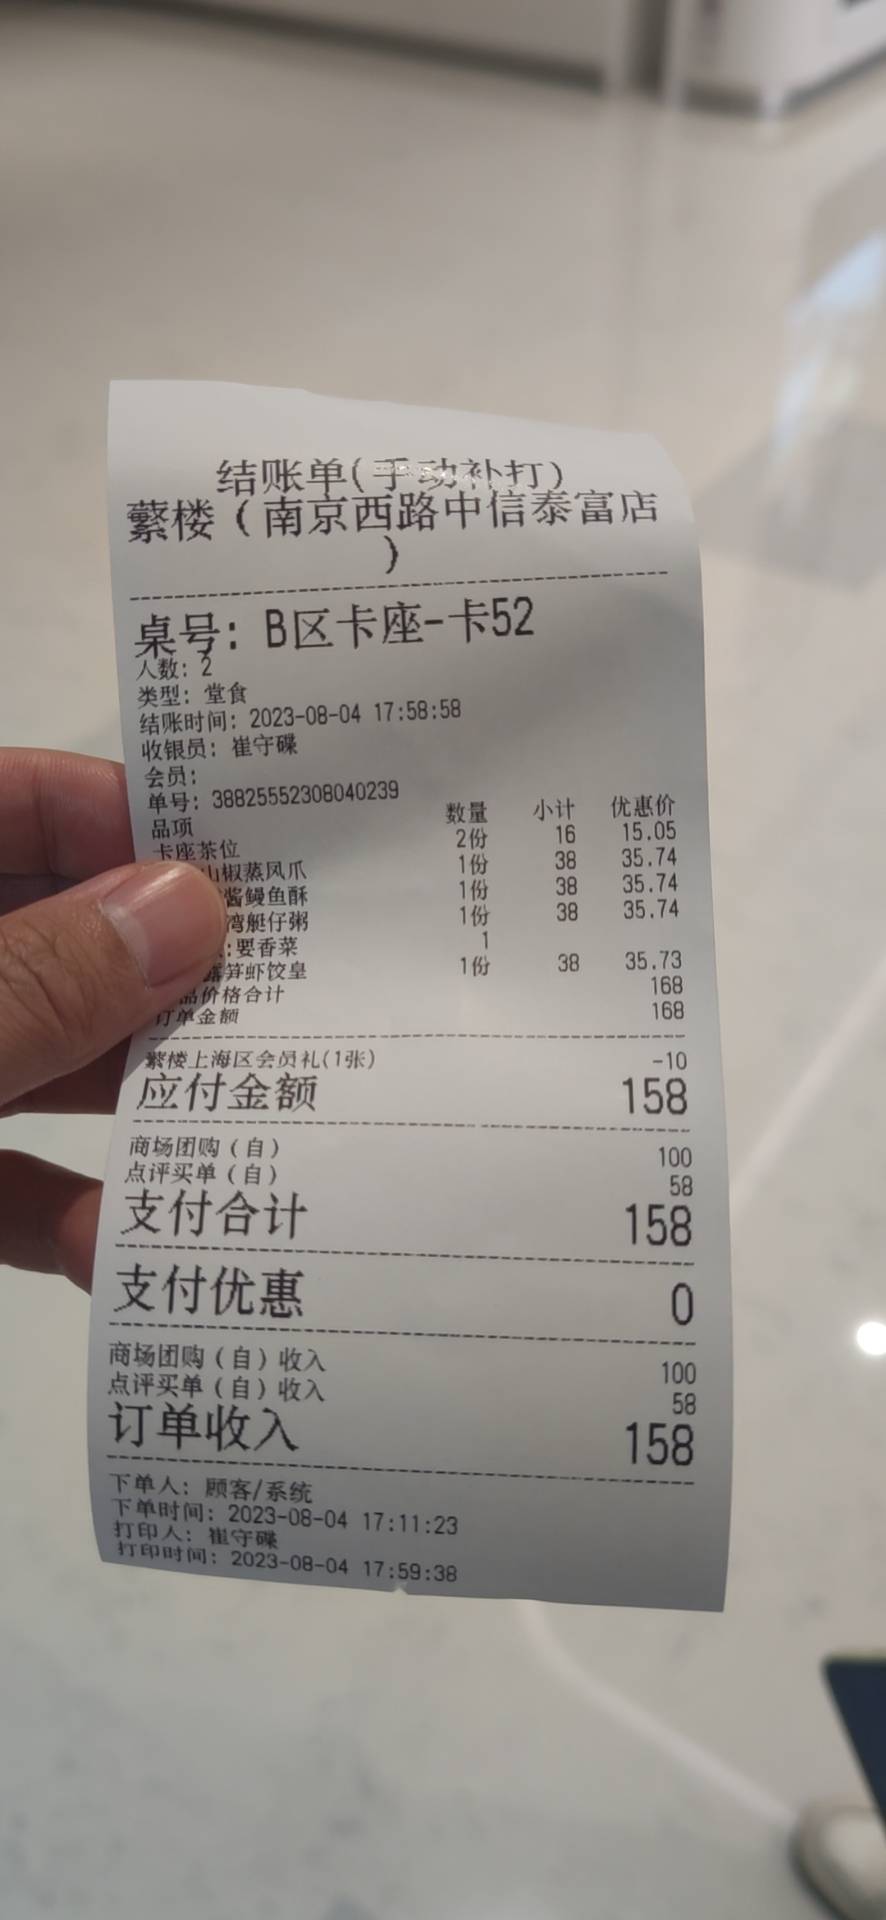 结账单(手动补打)
蘩楼（南京西路中信泰富店
）
桌号: B区卡座-卡52
人数: 2
类型: 堂食
结账时间: 2023-08-04 17:58:58
收银员: 崔守碟
会员:
单号: 38825552308040239
品项 数量 小计 优惠价
卡座茶位 2份 16 15.05
山椒蒸凤爪 1份 38 35.74
酱鳗鱼酥 1份 38 35.74
湾艇仔粥 1份 38 35.74
:要香菜 1
笋虾饺皇 1份 38 35.73
品价格合计 168
订单金额 168
蘩楼上海区会员礼(1张) -10
应付金额 158
商场团购（自） 100
点评买单（自） 58
支付合计 158
支付优惠 0
商场团购（自）收入 100
点评买单（自）收入 58
订单收入 158
下单人: 顾客/系统
下单时间: 2023-08-04 17:11:23
打印人: 崔守碟
打印时间: 2023-08-04 17:59:38